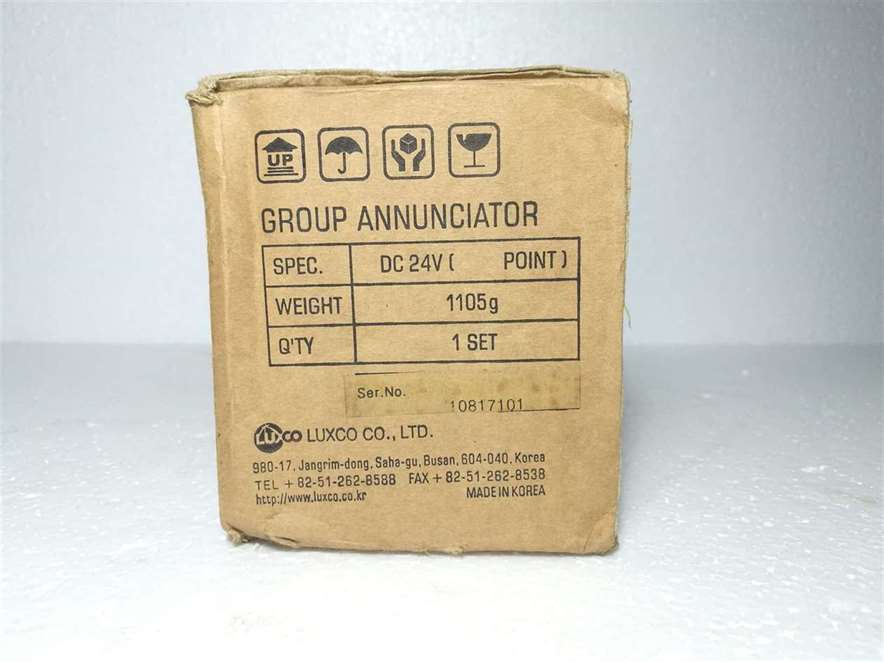 UP
GROUP ANNUNCIATOR
SPEC. DC 24V ( POINT )
WEIGHT 1105g
Q'TY 1 SET
Ser.No.
10817101
LUXCO LUXCO CO., LTD.
980-17, Jangrim-dong, Saha-gu, Busan, 604-040, Korea
TEL + 82-51-262-8588 FAX + 82-51-262-8538
http://www.luxco.co.kr MADE IN KOREA